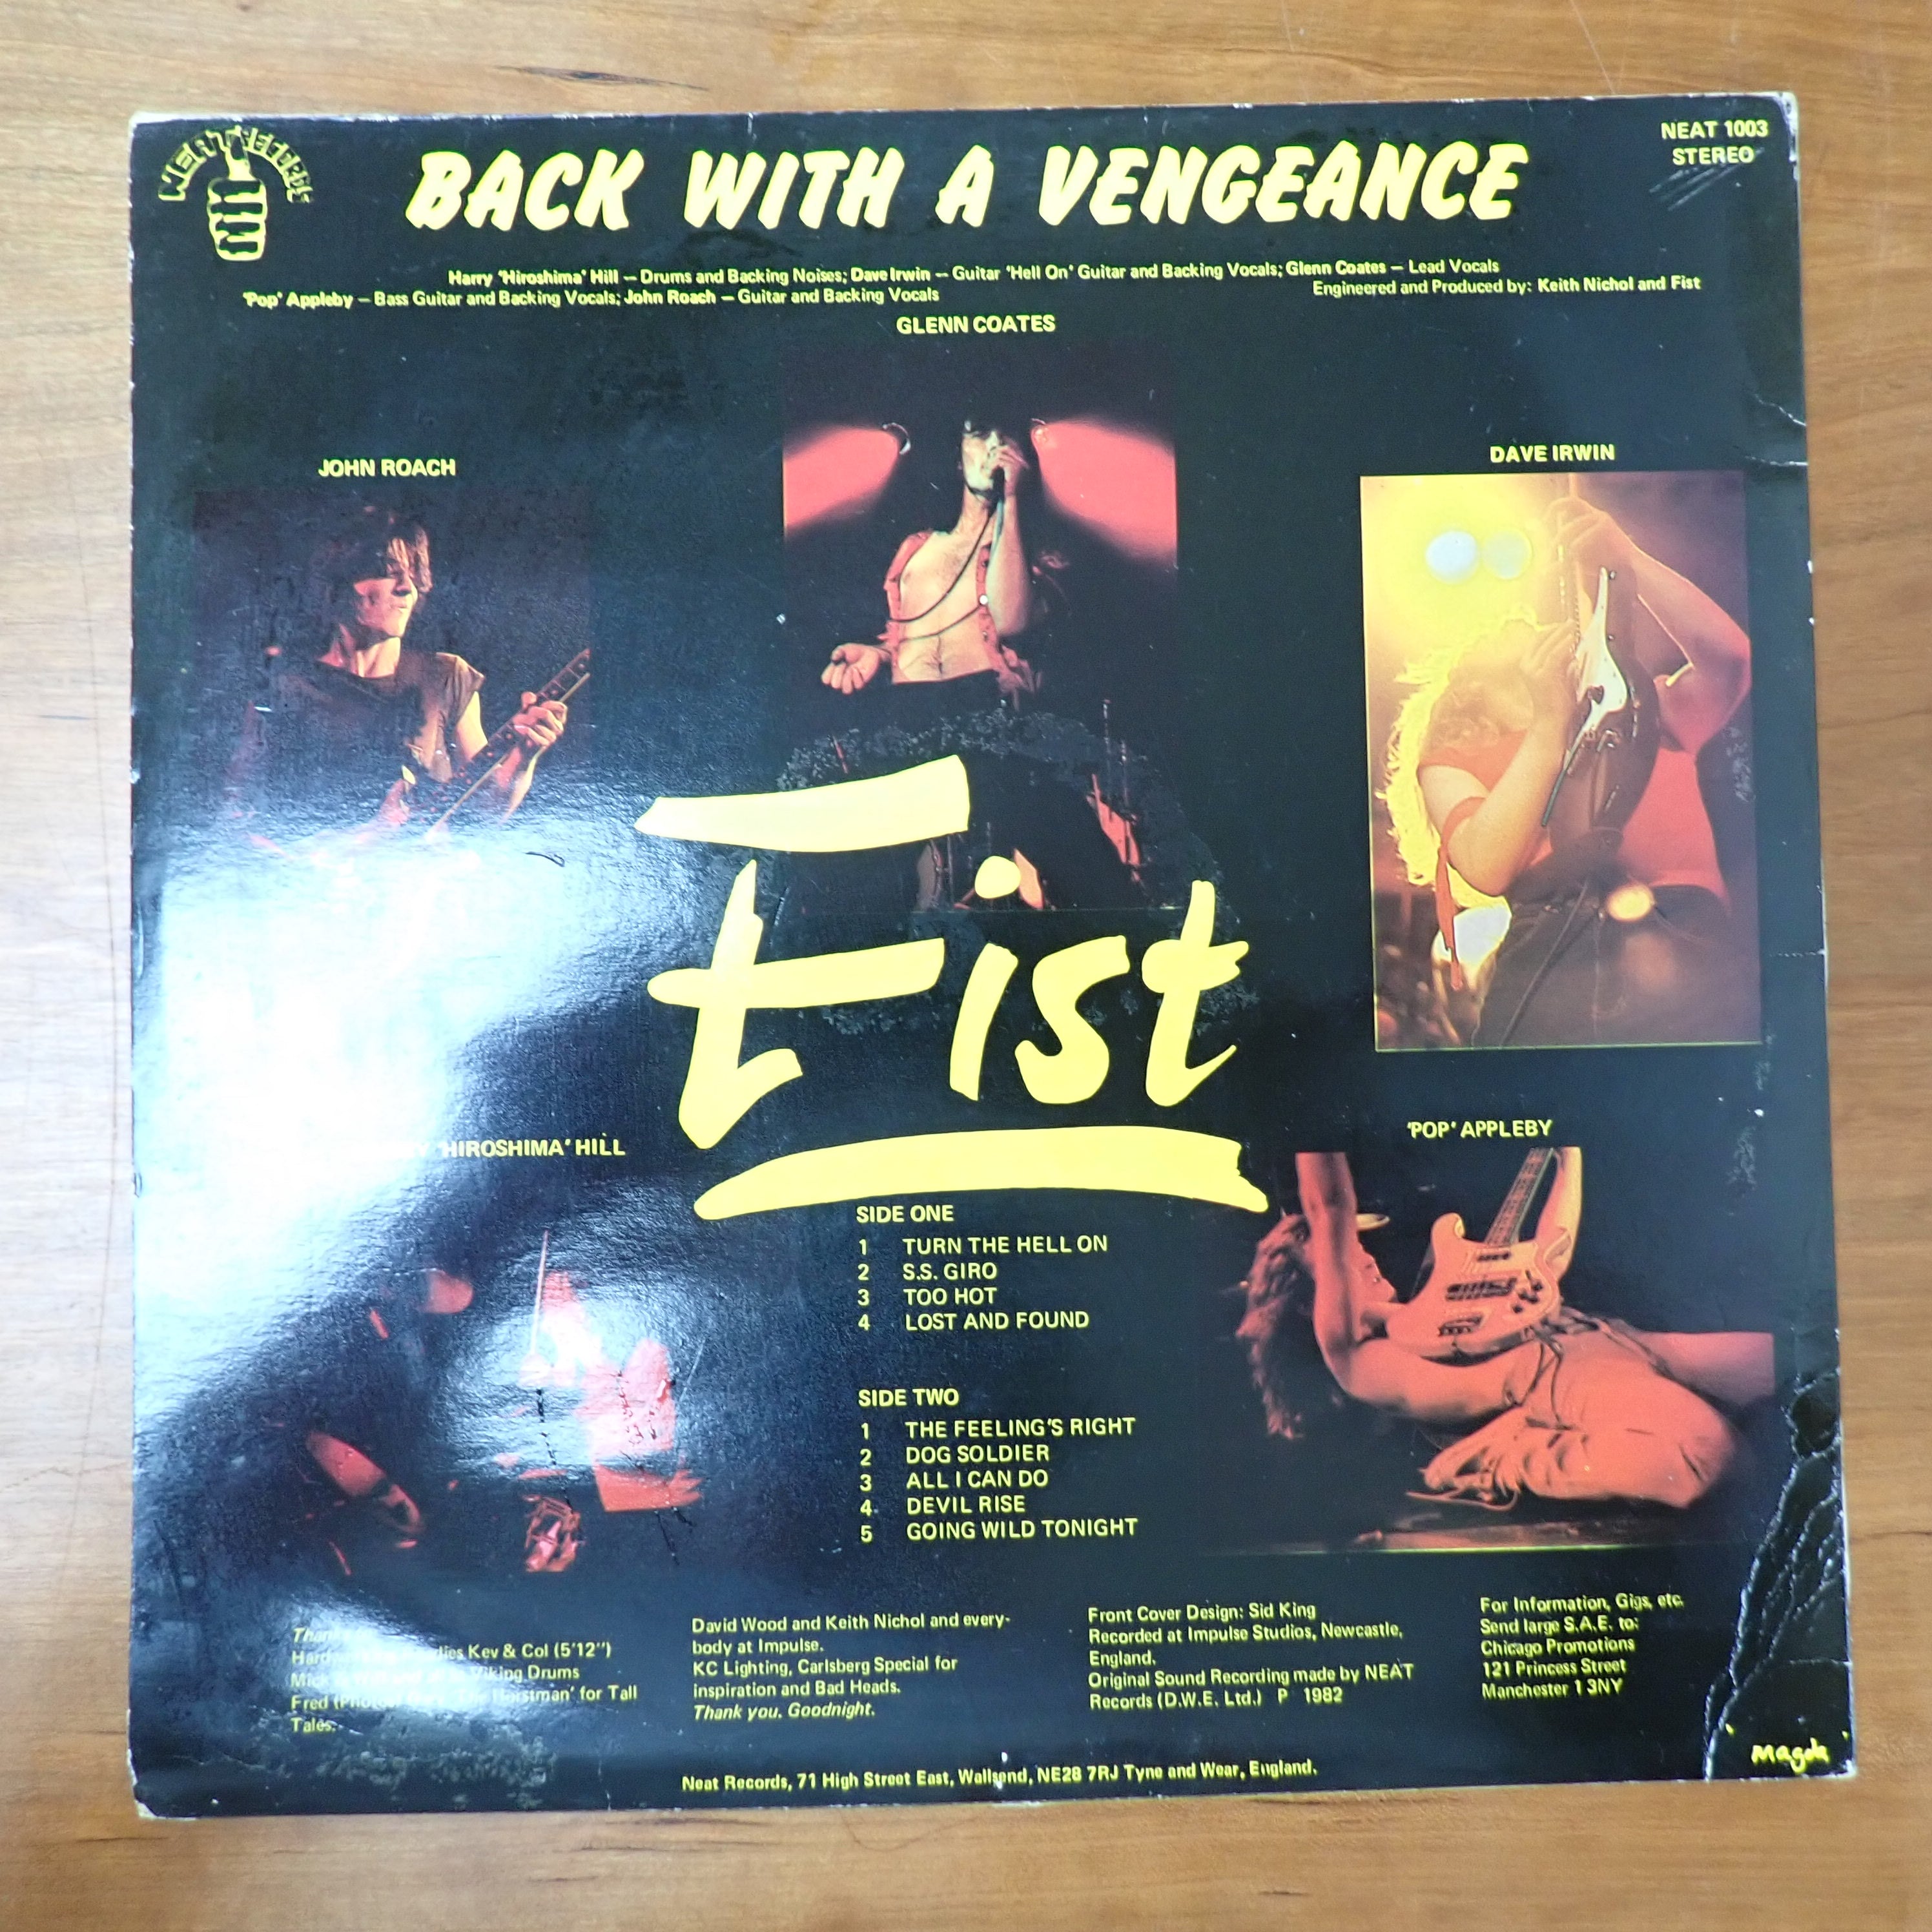 NEAT RECORDS
NEAT 1003
STEREO
BACK WITH A VENGEANCE
Harry 'Hiroshima' Hill — Drums and Backing Noises; Dave Irwin — Guitar 'Hell On' Guitar and Backing Vocals; Glenn Coates — Lead Vocals
'Pop' Appleby — Bass Guitar and Backing Vocals; John Roach — Guitar and Backing Vocals
Engineered and Produced by: Keith Nichol and Fist
GLENN COATES
JOHN ROACH
DAVE IRWIN
Fist
'HIROSHIMA' HILL
'POP' APPLEBY
SIDE ONE
1 TURN THE HELL ON
2 S.S. GIRO
3 TOO HOT
4 LOST AND FOUND
SIDE TWO
1 THE FEELING'S RIGHT
2 DOG SOLDIER
3 ALL I CAN DO
4 DEVIL RISE
5 GOING WILD TONIGHT
Kev & Col (5'12")
Viking Drums
Fred for Tall
Tales.
David Wood and Keith Nichol and every-
body at Impulse.
KC Lighting, Carlsberg Special for
inspiration and Bad Heads.
Thank you. Goodnight.
Front Cover Design: Sid King
Recorded at Impulse Studios, Newcastle,
England.
Original Sound Recording made by NEAT
Records (D.W.E. Ltd.) P 1982
For Information, Gigs, etc.
Send large S.A.E. to:
Chicago Promotions
121 Princess Street
Manchester 1 3NY
Magda
Neat Records, 71 High Street East, Wallsend, NE28 7RJ Tyne and Wear, England.